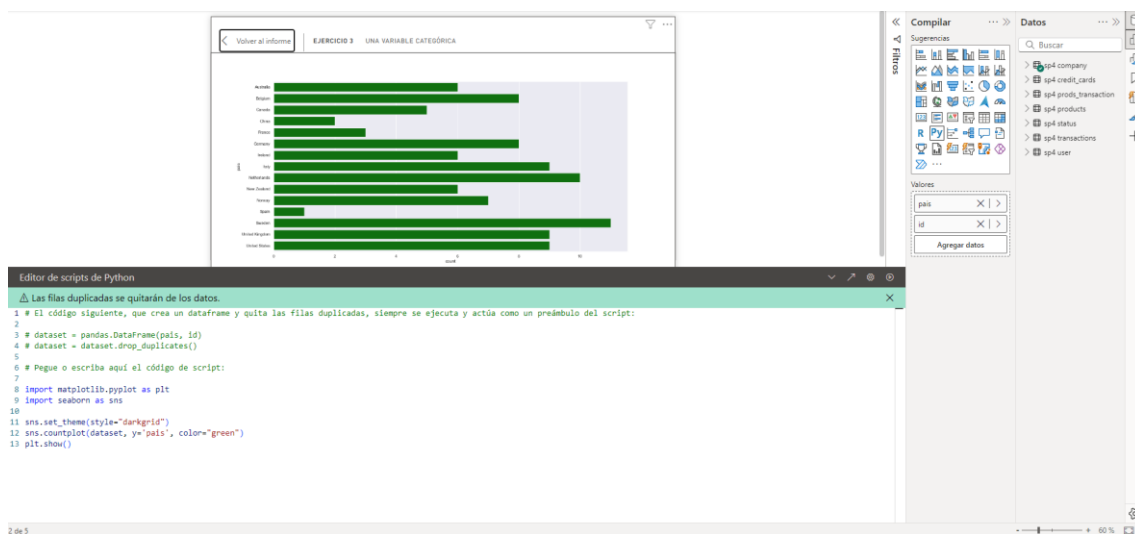 Volver al informe
EJERCICIO 3 UNA VARIABLE CATEGÓRICA
Australia
Belgium
Canada
China
France
Germany
Ireland
Italy
Netherlands
New Zealand
Norway
Spain
Sweden
United Kingdom
United States
pais
0 2 4 6 8 10
count
Filtros
Compilar
Sugerencias
Valores
pais
id
Agregar datos
Datos
Buscar
sp4 company
sp4 credit_cards
sp4 prods_transaction
sp4 products
sp4 status
sp4 transactions
sp4 user
Editor de scripts de Python
Las filas duplicadas se quitarán de los datos.
1 # El código siguiente, que crea un dataframe y quita las filas duplicadas, siempre se ejecuta y actúa como un preámbulo del script:
2
3 # dataset = pandas.DataFrame(pais, id)
4 # dataset = dataset.drop_duplicates()
5
6 # Pegue o escriba aquí el código de script:
7
8 import matplotlib.pyplot as plt
9 import seaborn as sns
10
11 sns.set_theme(style="darkgrid")
12 sns.countplot(dataset, y='pais', color="green")
13 plt.show()
2 de 5
60 %